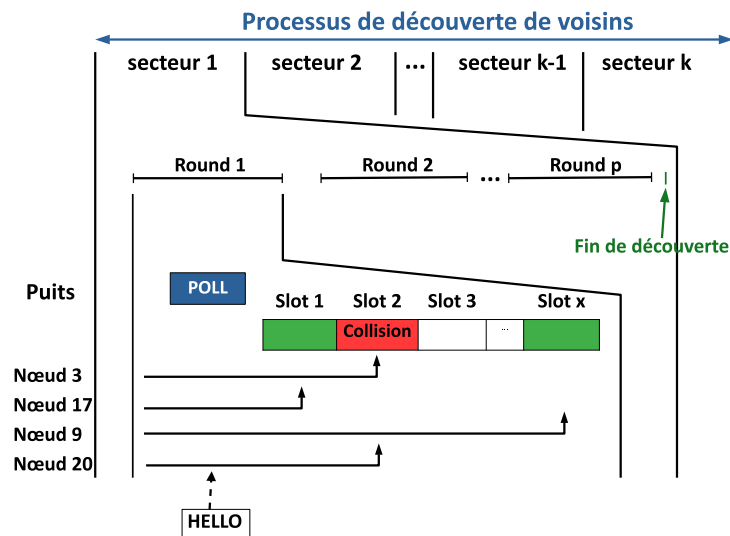 Processus de découverte de voisins
secteur 1 secteur 2 ... secteur k-1 secteur k
Round 1 Round 2 ... Round p
Fin de découverte
Puits
POLL
Slot 1 Slot 2 Slot 3 Slot x
Collision ...
Nœud 3
Nœud 17
Nœud 9
Nœud 20
HELLO